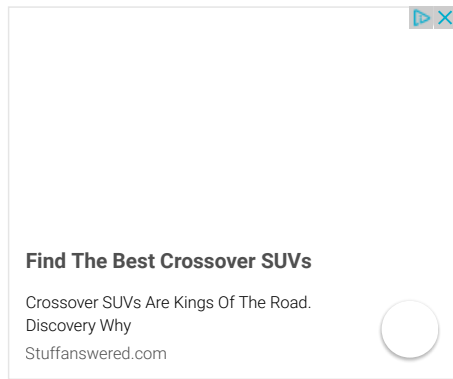 Find The Best Crossover SUVs
Crossover SUVs Are Kings Of The Road.
Discovery Why
Stuffanswered.com